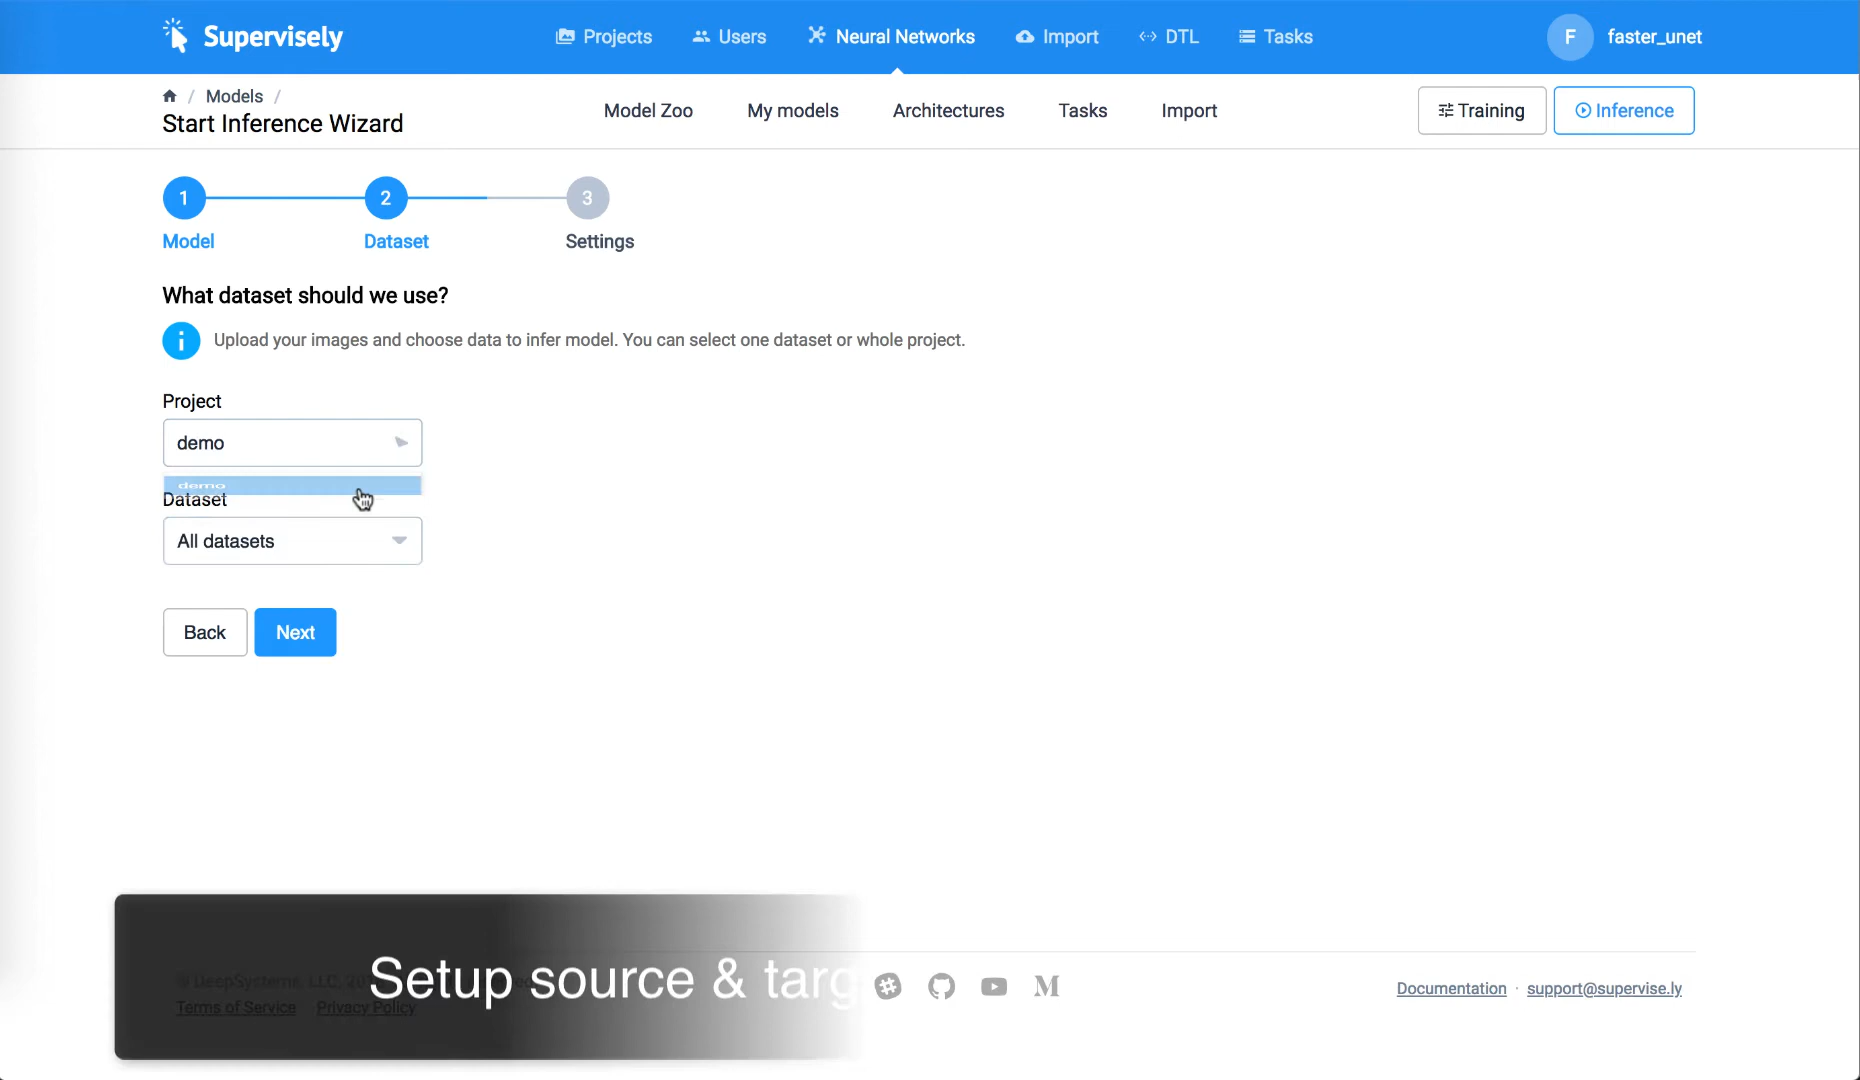 Supervisely
Projects
Users
Neural Networks
Import
DTL
Tasks
F
faster_unet
/ Models /
Start Inference Wizard
Model Zoo
My models
Architectures
Tasks
Import
Training
Inference
1
2
3
Model
Dataset
Settings
What dataset should we use?
Upload your images and choose data to infer model. You can select one dataset or whole project.
Project
demo
demo
Dataset
All datasets
Back
Next
Setup source & targ
© DeepSystems, LLC,
Terms of Service
Privacy Policy
Documentation · support@supervise.ly